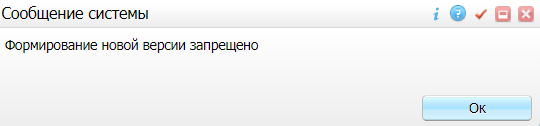 Сообщение системы
Формирование новой версии запрещено
Ок